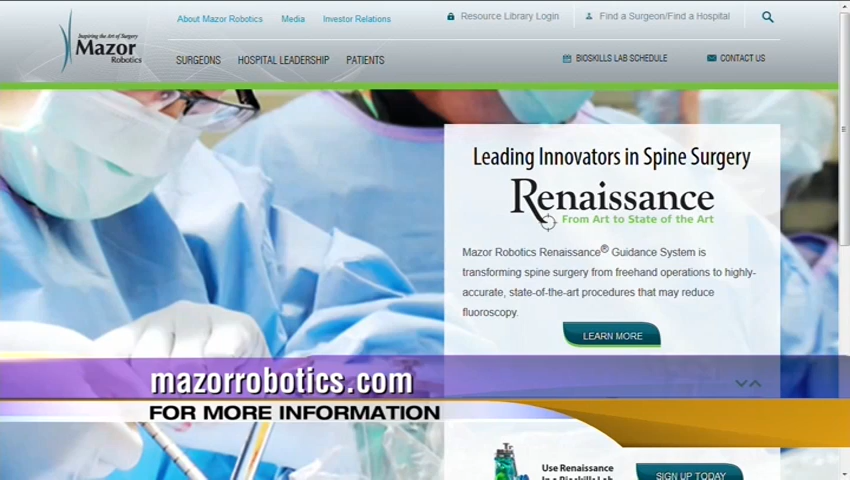 About Mazor Robotics Media Investor Relations
Resource Library Login Find a Surgeon/Find a Hospital
Inspiring the Art of Surgery
Mazor
Robotics
SURGEONS HOSPITAL LEADERSHIP PATIENTS
BIOSKILLS LAB SCHEDULE CONTACT US
Leading Innovators in Spine Surgery
Renaissance
From Art to State of the Art
Mazor Robotics Renaissance® Guidance System is
transforming spine surgery from freehand operations to highly-
accurate, state-of-the-art procedures that may reduce
fluoroscopy.
LEARN MORE
mazorrobotics.com
FOR MORE INFORMATION
Use Renaissance
In a Bioskills Lab
SIGN UP TODAY